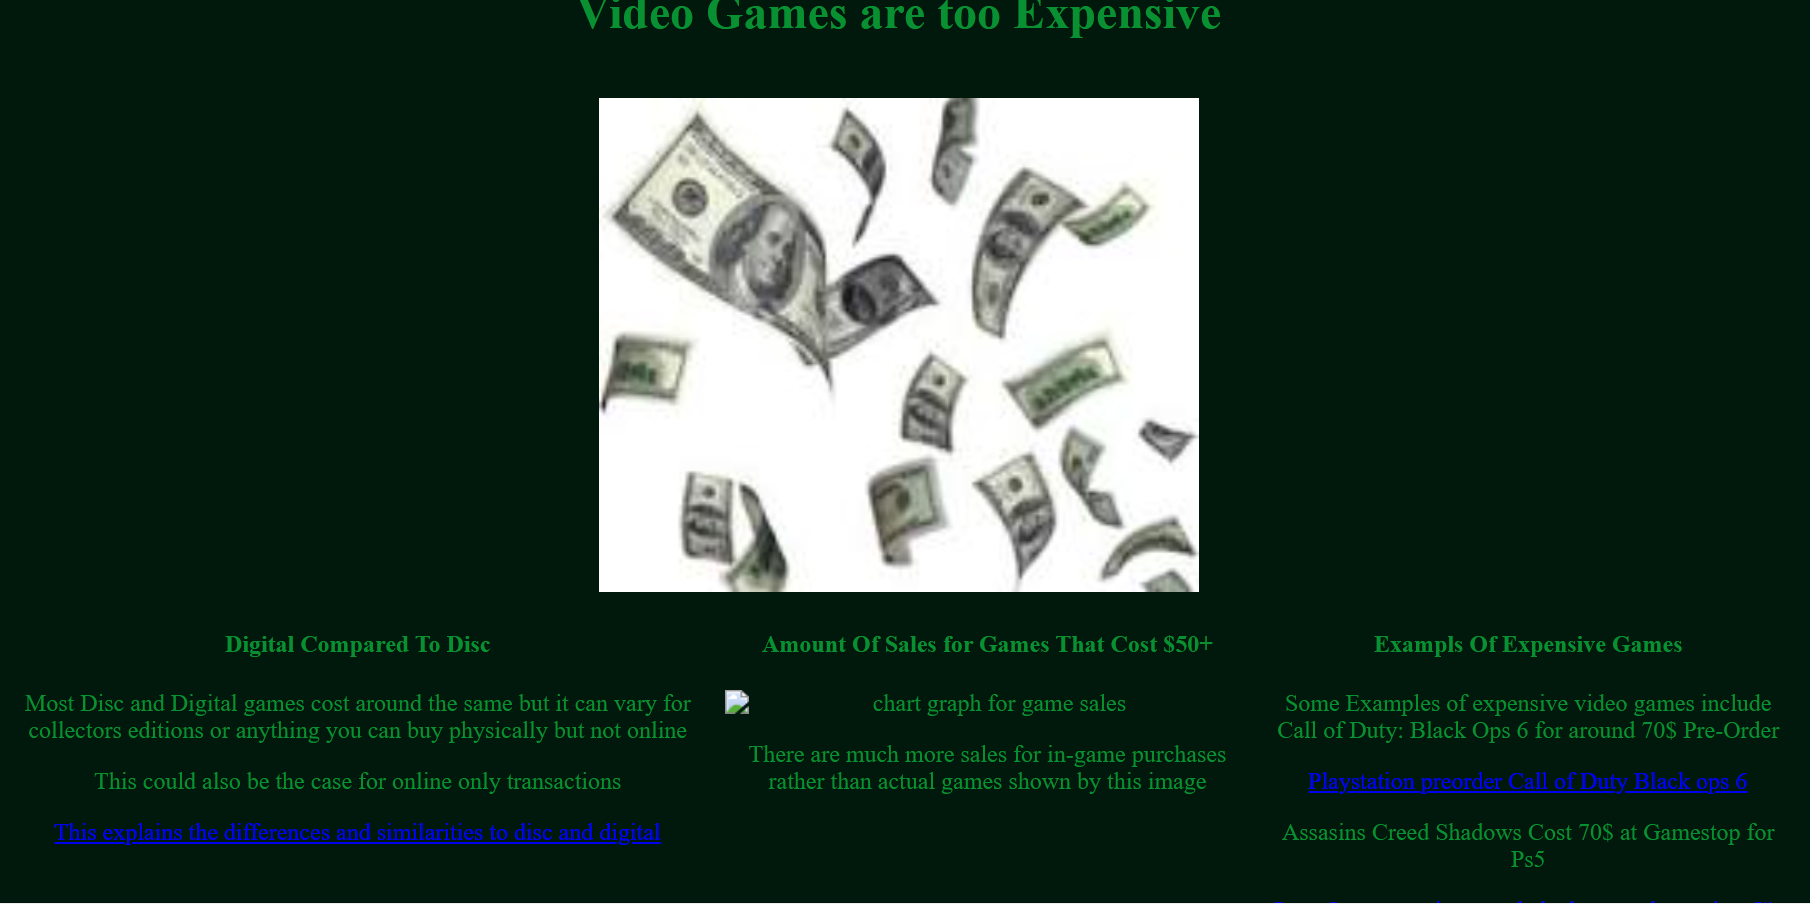 Video Games are too Expensive
Digital Compared To Disc
Most Disc and Digital games cost around the same but it can vary for
collectors editions or anything you can buy physically but not online
This could also be the case for online only transactions
This explains the differences and similarities to disc and digital
Amount Of Sales for Games That Cost $50+
chart graph for game sales
There are much more sales for in-game purchases
rather than actual games shown by this image
Exampls Of Expensive Games
Some Examples of expensive video games include
Call of Duty: Black Ops 6 for around 70$ Pre-Order
Playstation preorder Call of Duty Black ops 6
Assasins Creed Shadows Cost 70$ at Gamestop for
Ps5